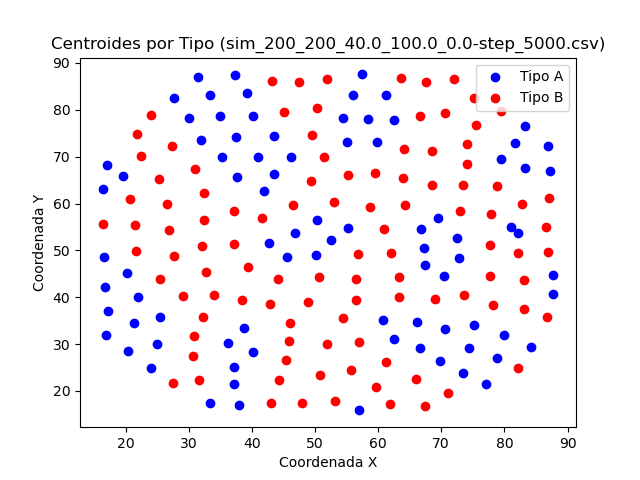 Centroides por Tipo (sim_200_200_40.0_100.0_0.0-step_5000.csv)
Tipo A
Tipo B
90
80
70
60
50
40
30
20
Coordenada Y
20 30 40 50 60 70 80 90
Coordenada X